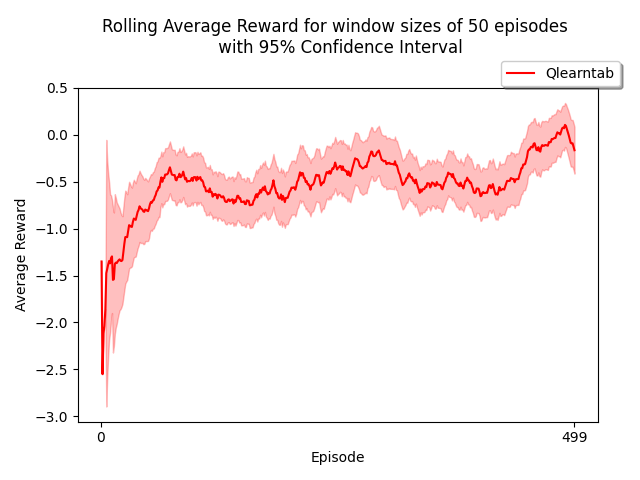 Rolling Average Reward for window sizes of 50 episodes
with 95% Confidence Interval
Qlearntab
0.5
0.0
−0.5
−1.0
−1.5
−2.0
−2.5
−3.0
Average Reward
0
499
Episode